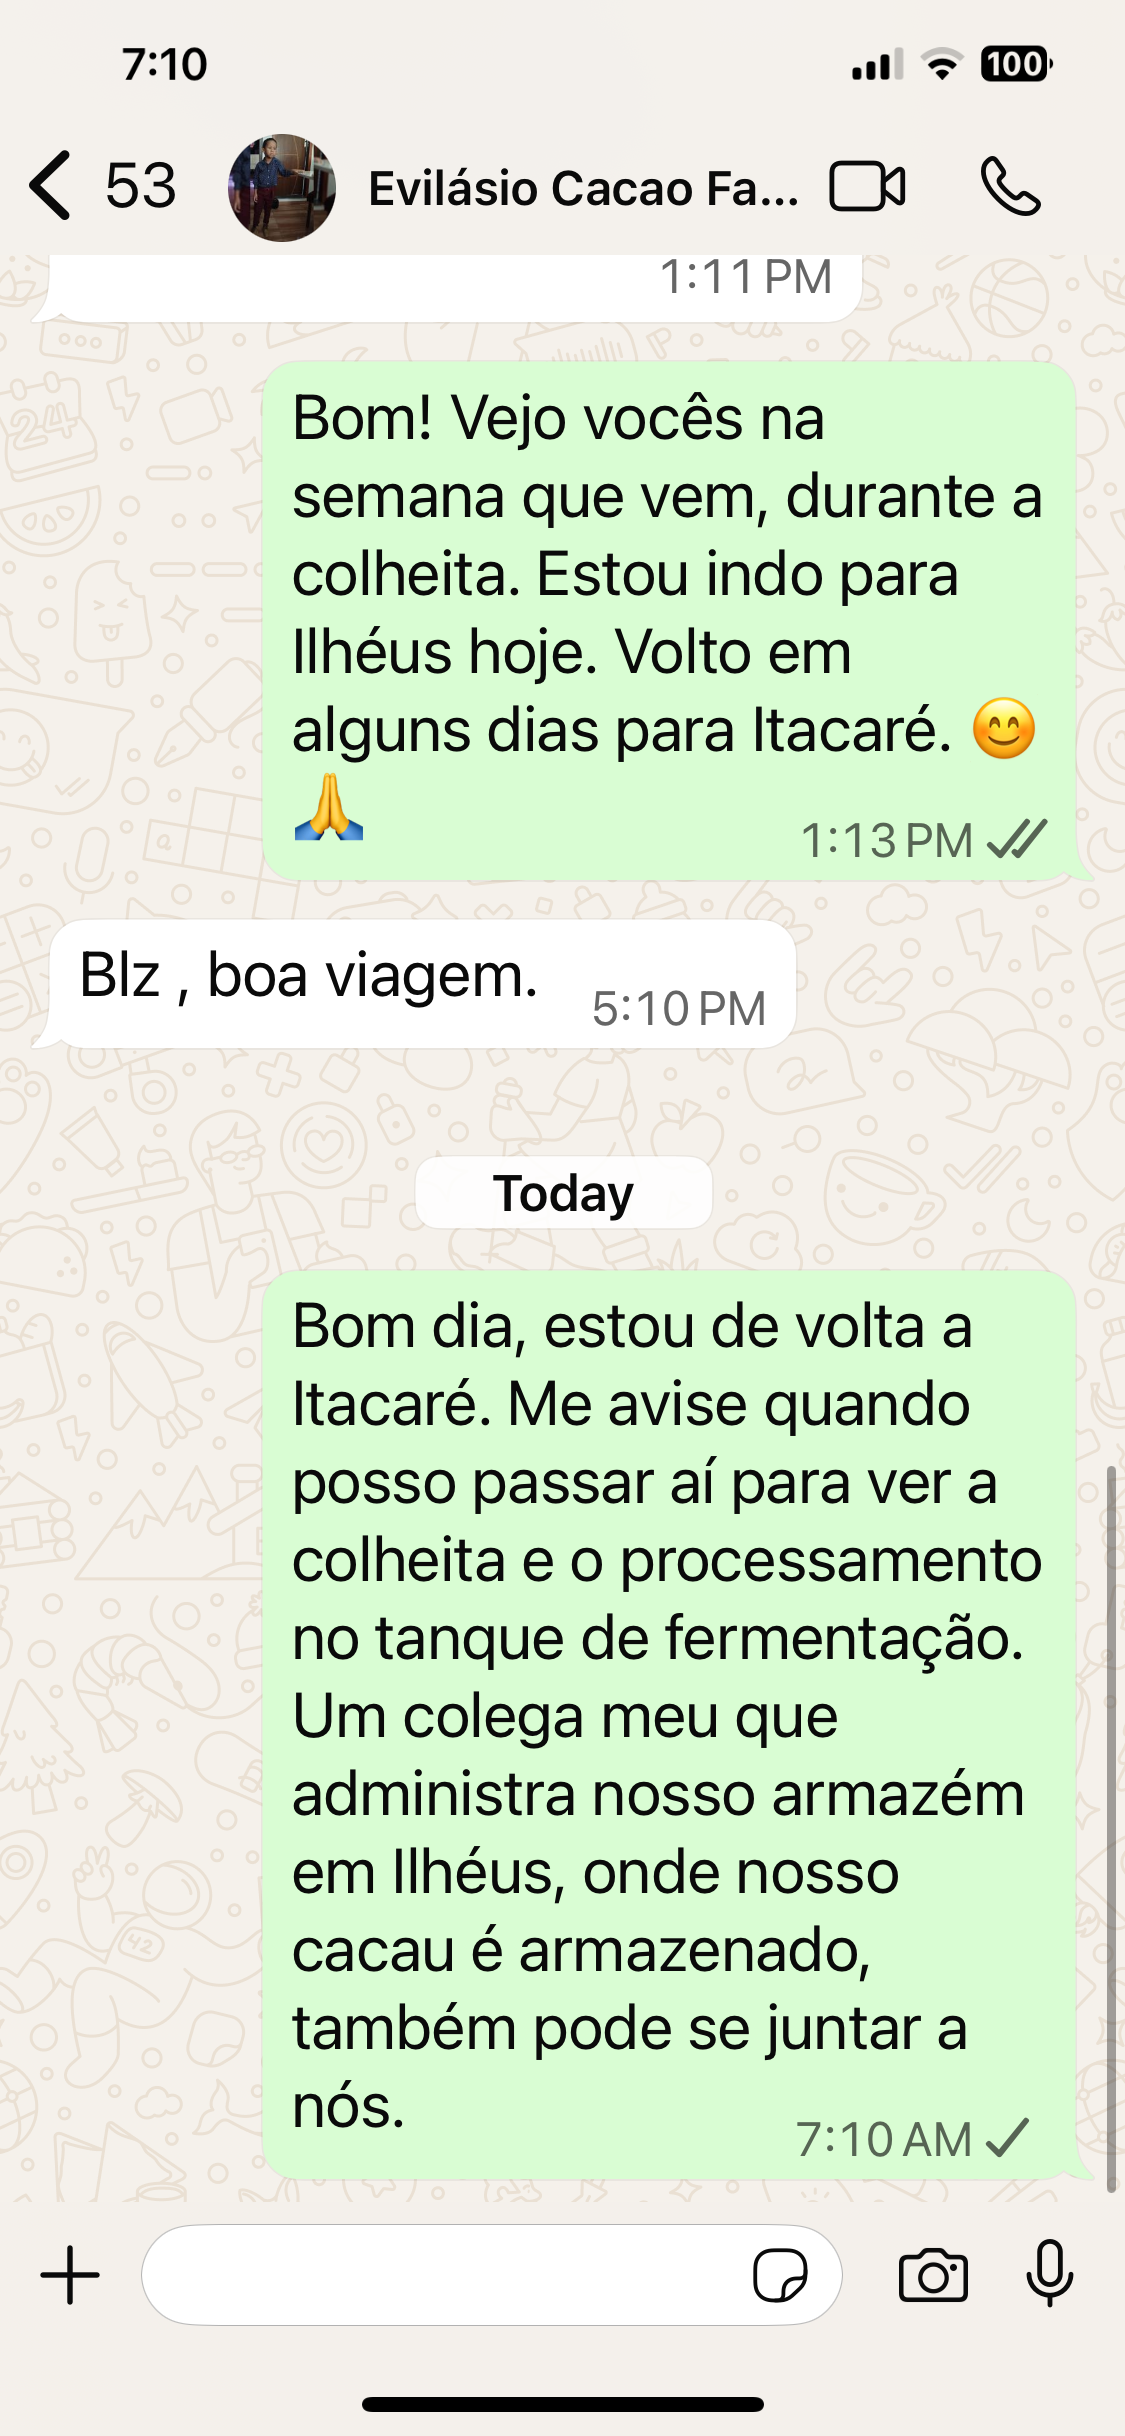 7:10
100
53
Evilásio Cacao Fa...
1:11 PM
Bom! Vejo vocês na
semana que vem, durante a
colheita. Estou indo para
Ilhéus hoje. Volto em
alguns dias para Itacaré. 😊
🙏
1:13 PM
Blz , boa viagem.
5:10 PM
Today
Bom dia, estou de volta a
Itacaré. Me avise quando
posso passar aí para ver a
colheita e o processamento
no tanque de fermentação.
Um colega meu que
administra nosso armazém
em Ilhéus, onde nosso
cacau é armazenado,
também pode se juntar a
nós.
7:10 AM